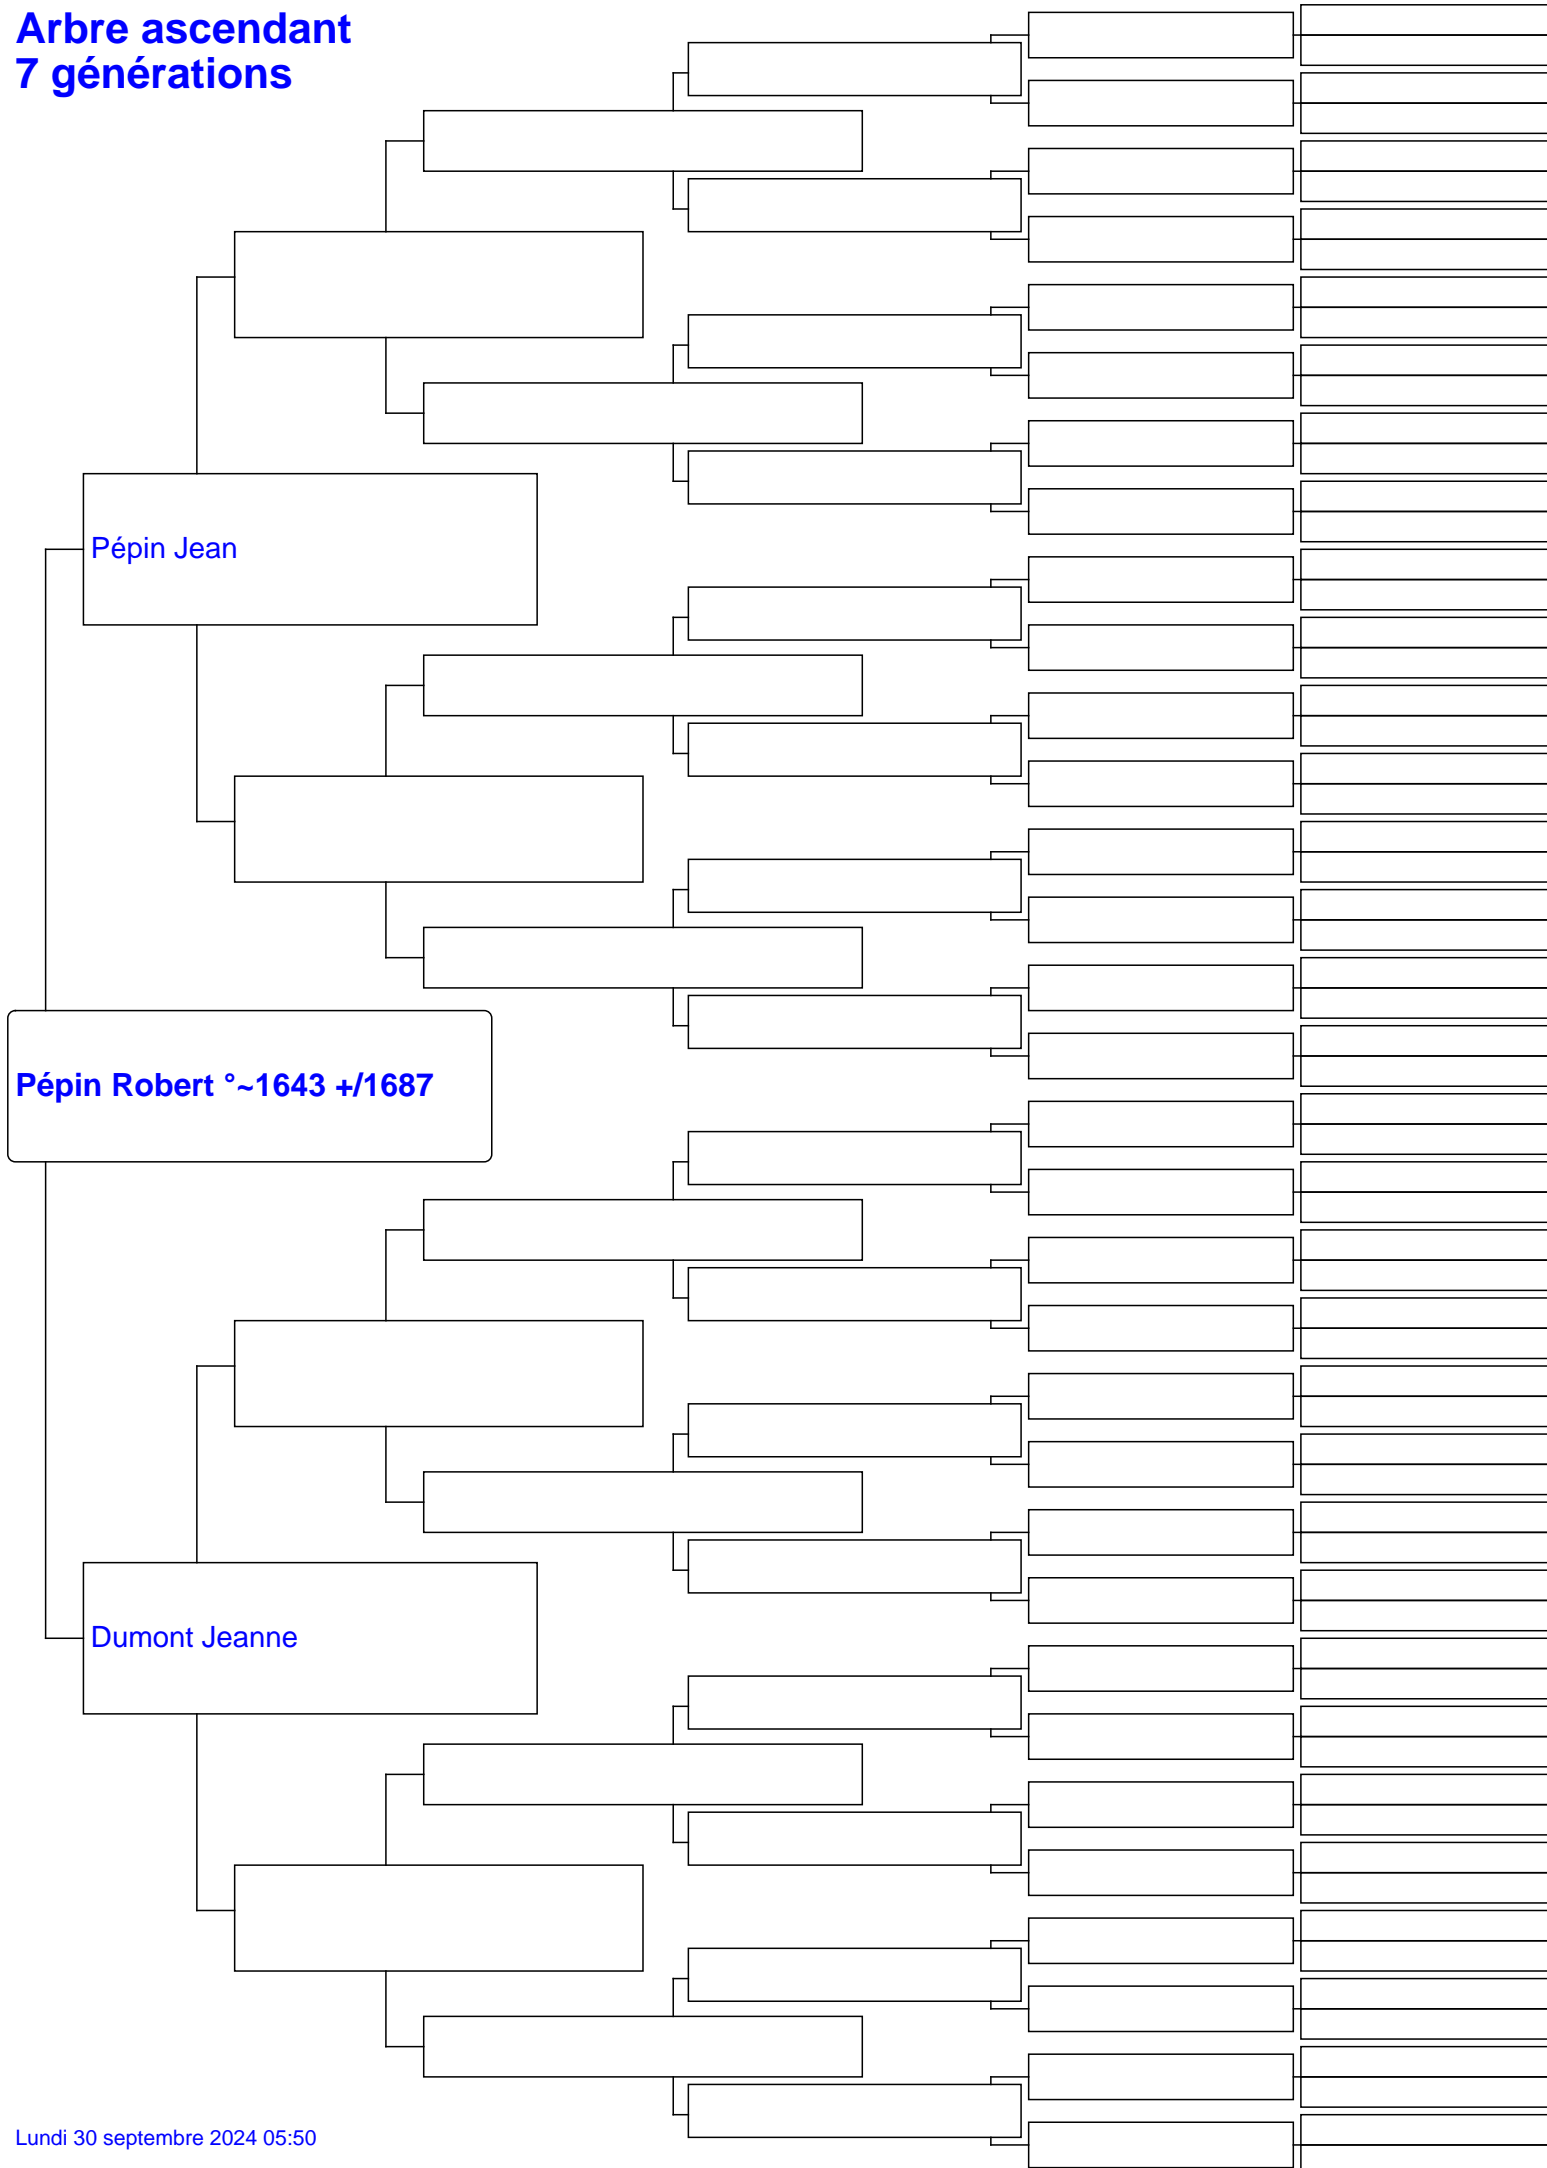 Arbre ascendant
7 générations
Pépin Jean
Pépin Robert °~1643 +/1687
Dumont Jeanne
Lundi 30 septembre 2024 05:50